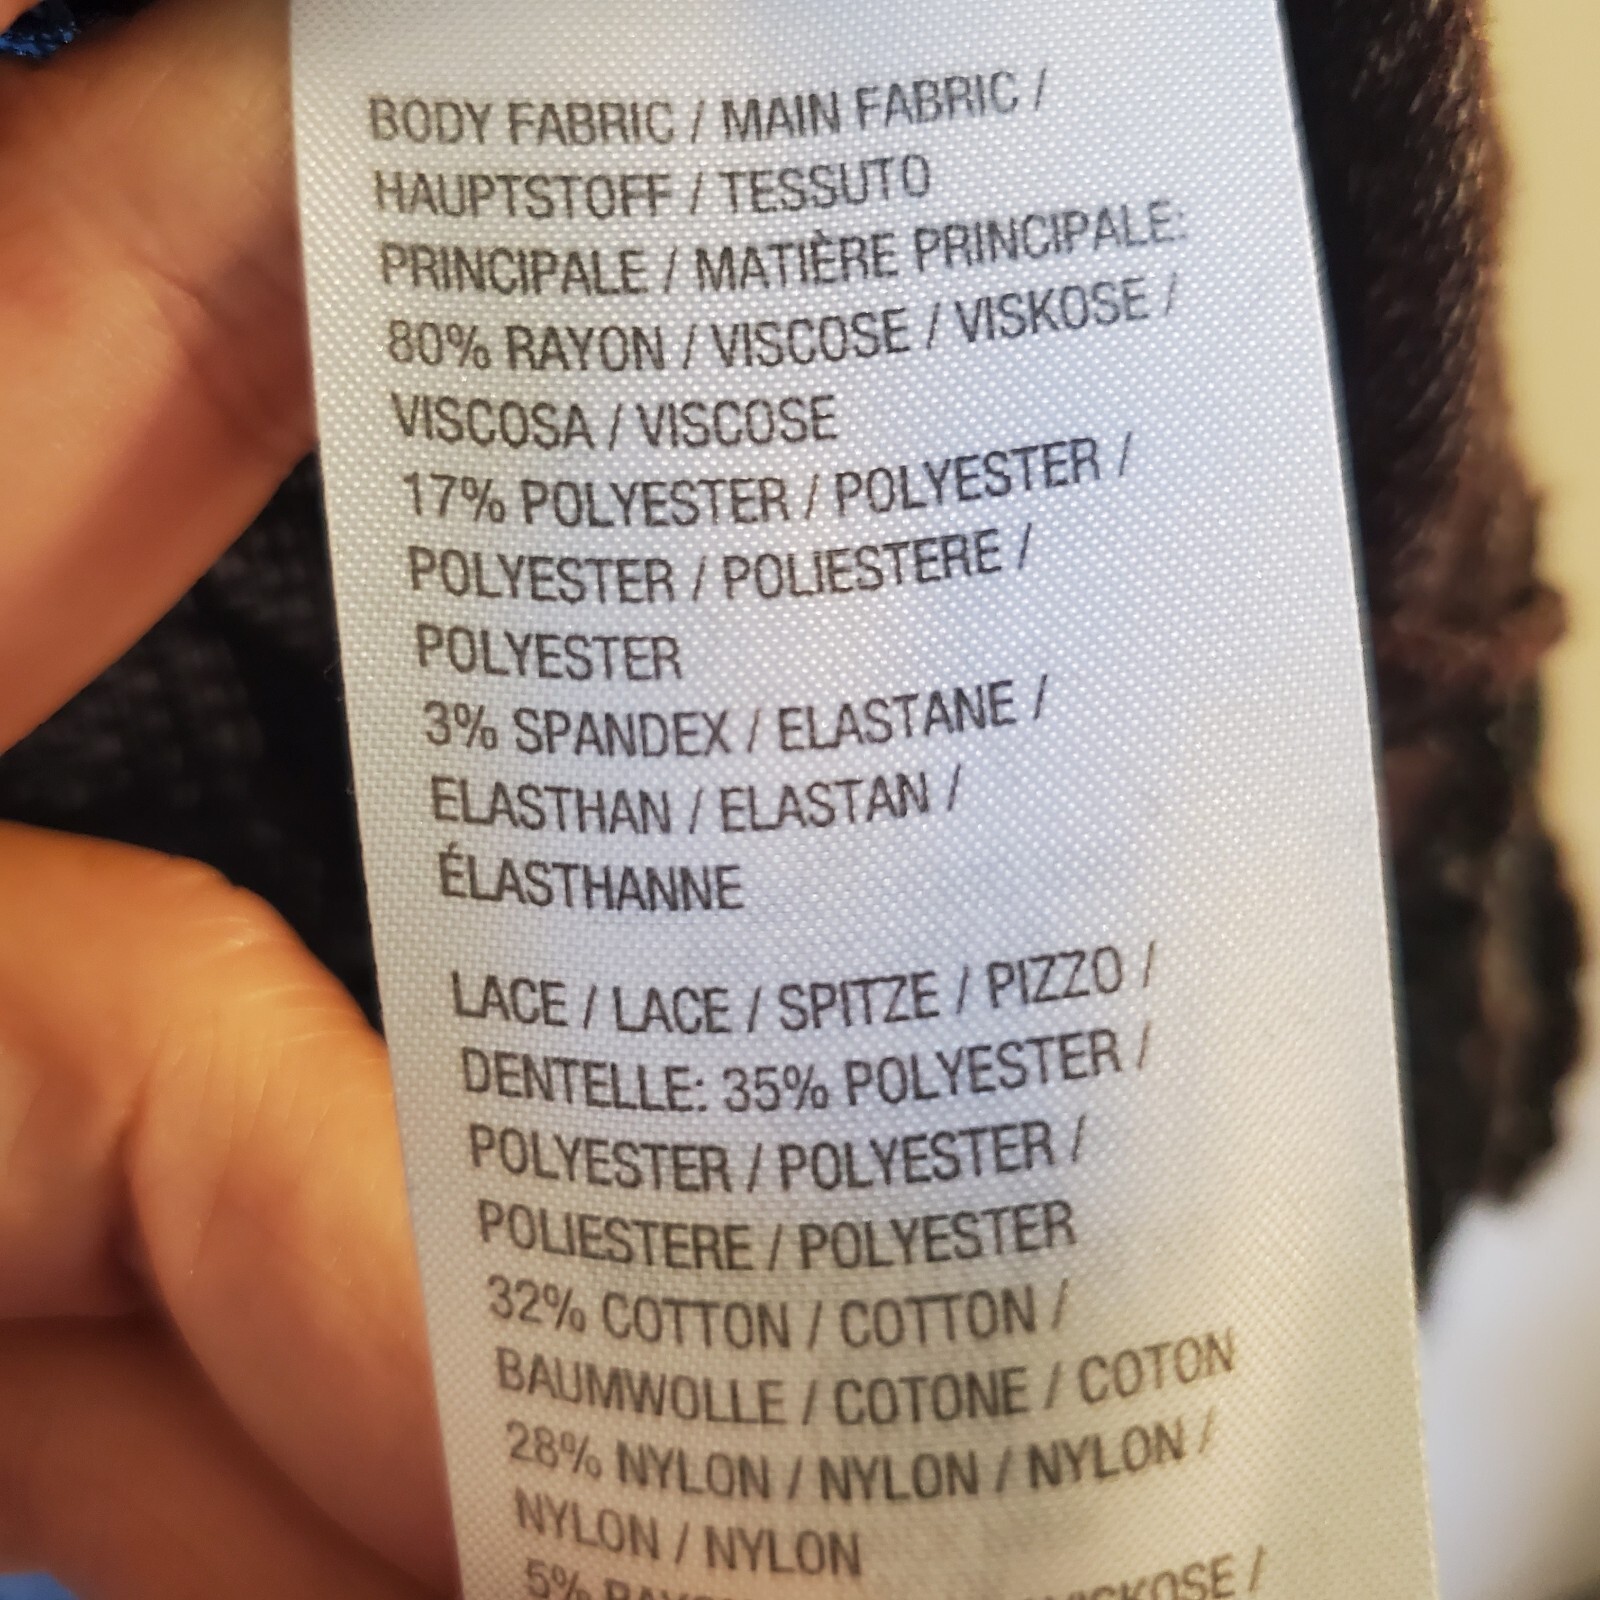 BODY FABRIC / MAIN FABRIC /
HAUPTSTOFF / TESSUTO
PRINCIPALE / MATIÈRE PRINCIPALE:
80% RAYON / VISCOSE / VISKOSE /
VISCOSA / VISCOSE
17% POLYESTER / POLYESTER /
POLYESTER / POLIESTERE /
POLYESTER
3% SPANDEX / ELASTANE /
ELASTHAN / ELASTAN /
ÉLASTHANNE
LACE / LACE / SPITZE / PIZZO /
DENTELLE: 35% POLYESTER /
POLYESTER / POLYESTER /
POLIESTERE / POLYESTER
32% COTTON / COTTON /
BAUMWOLLE / COTONE / COTON
28% NYLON / NYLON / NYLON /
NYLON / NYLON
5% VISKOSE /